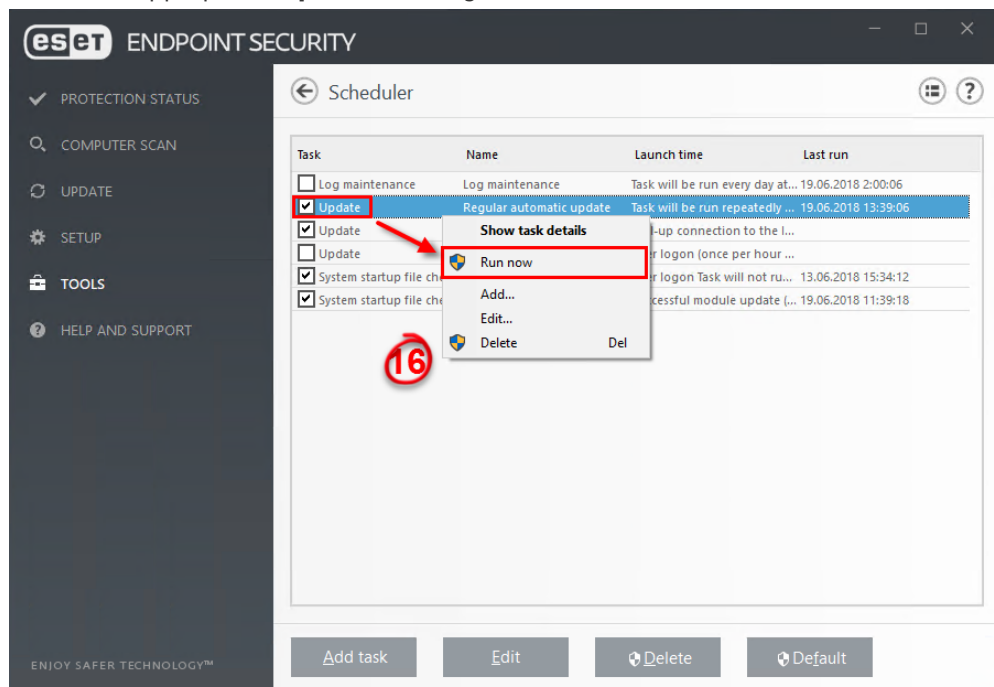 eset ENDPOINT SECURITY
PROTECTION STATUS
COMPUTER SCAN
UPDATE
SETUP
TOOLS
HELP AND SUPPORT
ENJOY SAFER TECHNOLOGY™
Scheduler
?
Task Name Launch time Last run
Log maintenance Log maintenance Task will be run every day at... 19.06.2018 2:00:06
Update Regular automatic update Task will be run repeatedly ... 19.06.2018 13:39:06
Update -up connection to the I...
Update r logon (once per hour ...
System startup file che er logon Task will not ru... 13.06.2018 15:34:12
System startup file che cessful module update (... 19.06.2018 11:39:18
Show task details
Run now
Add...
Edit...
Delete Del
16
Add task Edit Delete Default